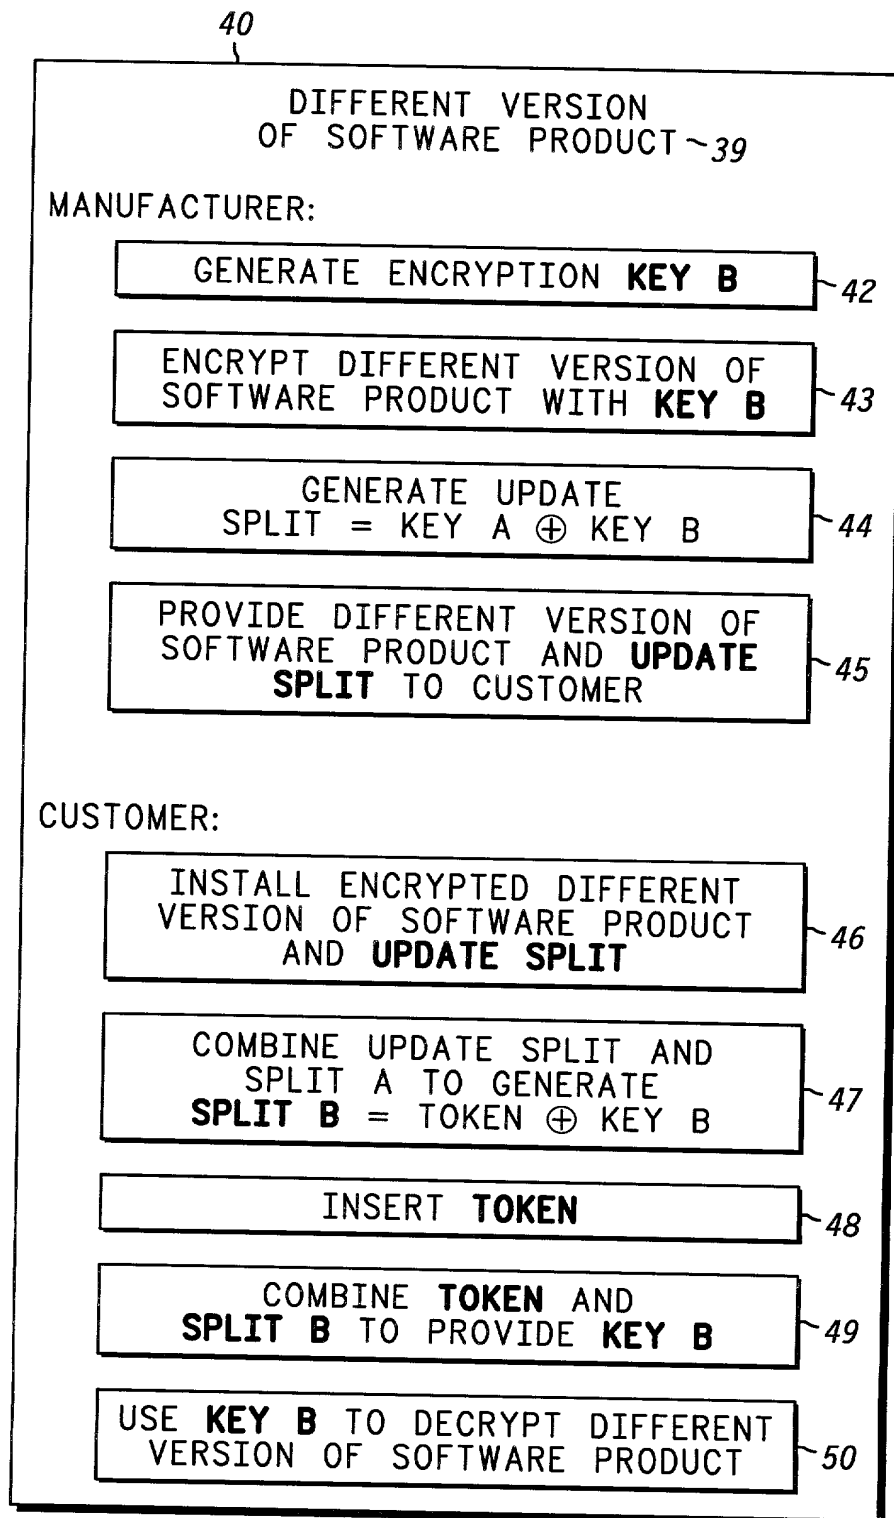 40
DIFFERENT VERSION
OF SOFTWARE PRODUCT ~39
MANUFACTURER:
GENERATE ENCRYPTION KEY B
42
ENCRYPT DIFFERENT VERSION OF
SOFTWARE PRODUCT WITH KEY B
43
GENERATE UPDATE
SPLIT = KEY A ⊕ KEY B
44
PROVIDE DIFFERENT VERSION OF
SOFTWARE PRODUCT AND UPDATE
SPLIT TO CUSTOMER
45
CUSTOMER:
INSTALL ENCRYPTED DIFFERENT
VERSION OF SOFTWARE PRODUCT
AND UPDATE SPLIT
46
COMBINE UPDATE SPLIT AND
SPLIT A TO GENERATE
SPLIT B = TOKEN ⊕ KEY B
47
INSERT TOKEN
48
COMBINE TOKEN AND
SPLIT B TO PROVIDE KEY B
49
USE KEY B TO DECRYPT DIFFERENT
VERSION OF SOFTWARE PRODUCT
50